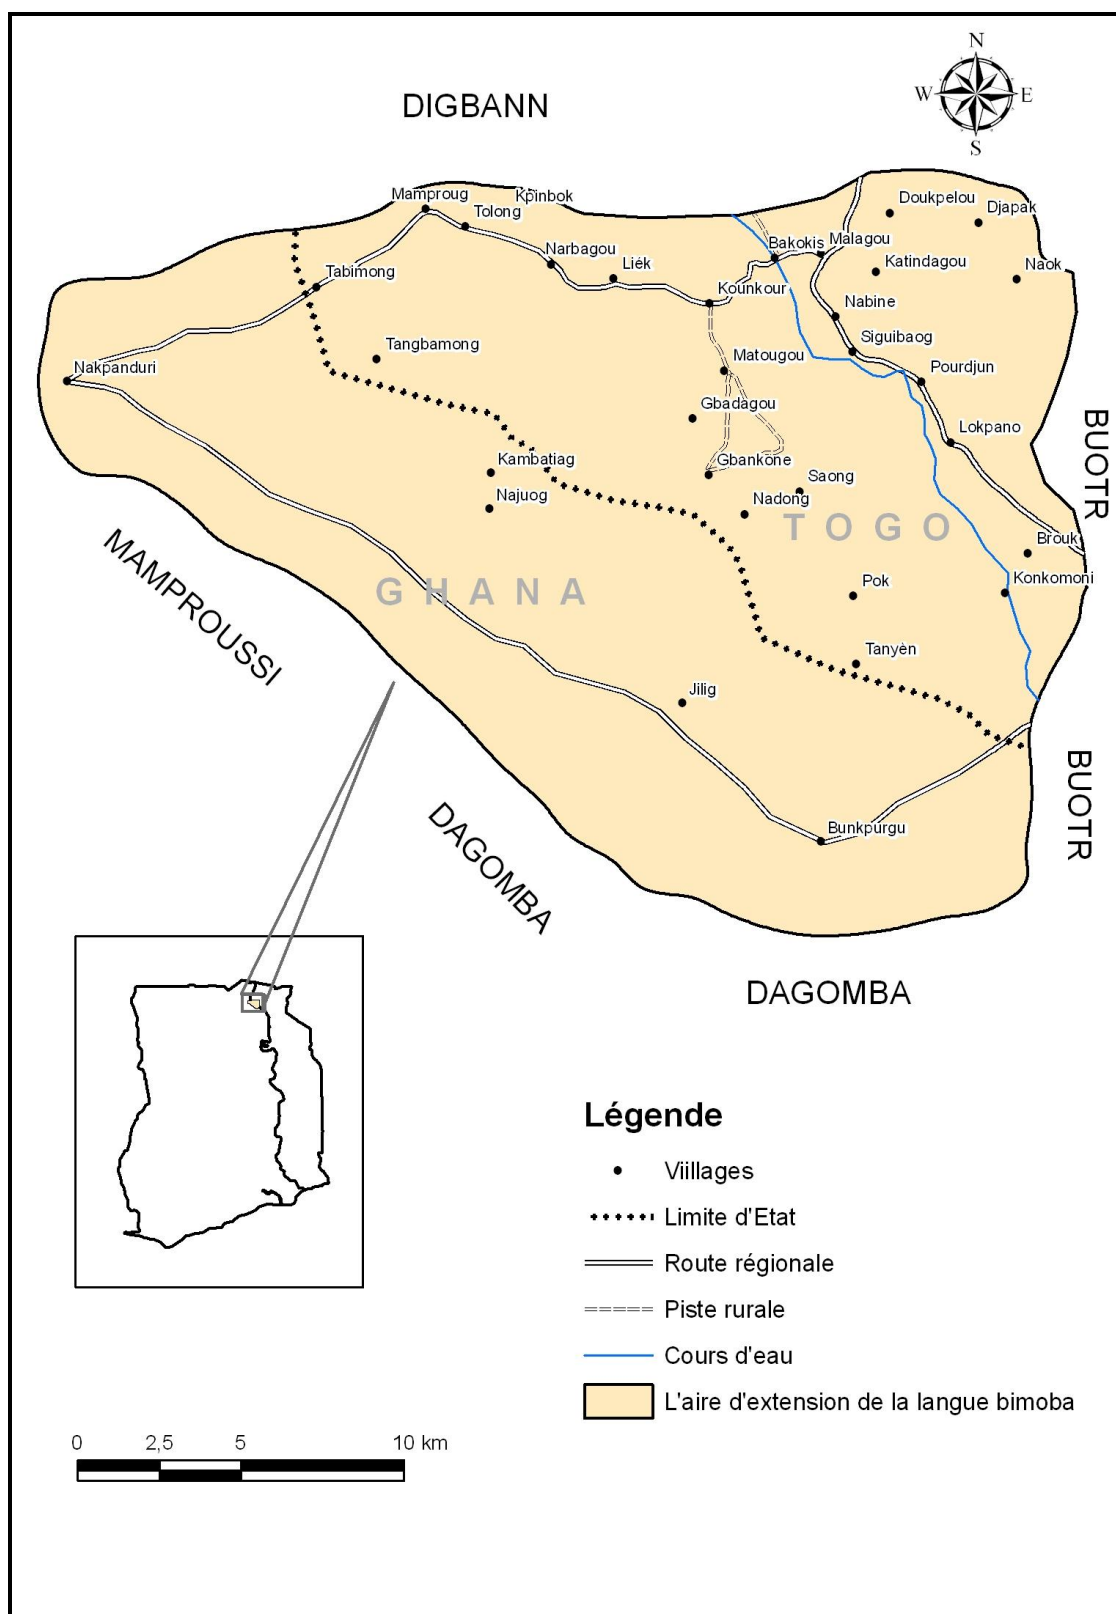 N
W E
S
DIGBANN
Mamproug
Kpinbok
Tolong
Doukpelou
Djapak
Narbagou
Liék
Bakokis
Malagou
Katindagou
Naok
Tabimong
Kounkour
Nabine
Siguibaog
Tangbamong
Matougou
Pourdjun
Nakpanduri
Gbadagou
Lokpano
BUOTR
Kambatiag
Gbankone
Saong
Najuog
Nadong
TOGO
Brouk
MAMPROUSSI
GHANA
Pok
Konkomoni
Tanyèn
Jilig
BUOTR
DAGOMBA
Bunkpurgu
DAGOMBA
Légende
Viillages
Limite d'Etat
Route régionale
Piste rurale
Cours d'eau
L'aire d'extension de la langue bimoba
0 2,5 5 10 km